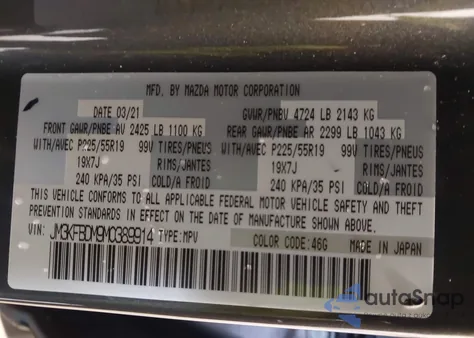 MFD. BY MAZDA MOTOR CORPORATION
DATE 03/21 GVWR/PNBV 4724 LB 2143 KG
FRONT GAWR/PNBE AV 2425 LB 1100 KG REAR GAWR/PNBE AR 2299 LB 1043 KG
WITH/AVEC P225/55R19 99V TIRES/PNEUS WITH/AVEC P225/55R19 99V TIRES/PNEUS
19X7J RIMS/JANTES 19X7J RIMS/JANTES
240 KPA/35 PSI COLD/A FROID 240 KPA/35 PSI COLD/A FROID
THIS VEHICLE CONFORMS TO ALL APPLICABLE FEDERAL MOTOR VEHICLE SAFETY AND THEFT
PREVENTION STANDARDS IN EFFECT ON THE DATE OF MANUFACTURE SHOWN ABOVE.
VIN: JM3KFBDM9M0389914 TYPE:MPV COLOR CODE:46G MADE IN JAPAN
autoSnap